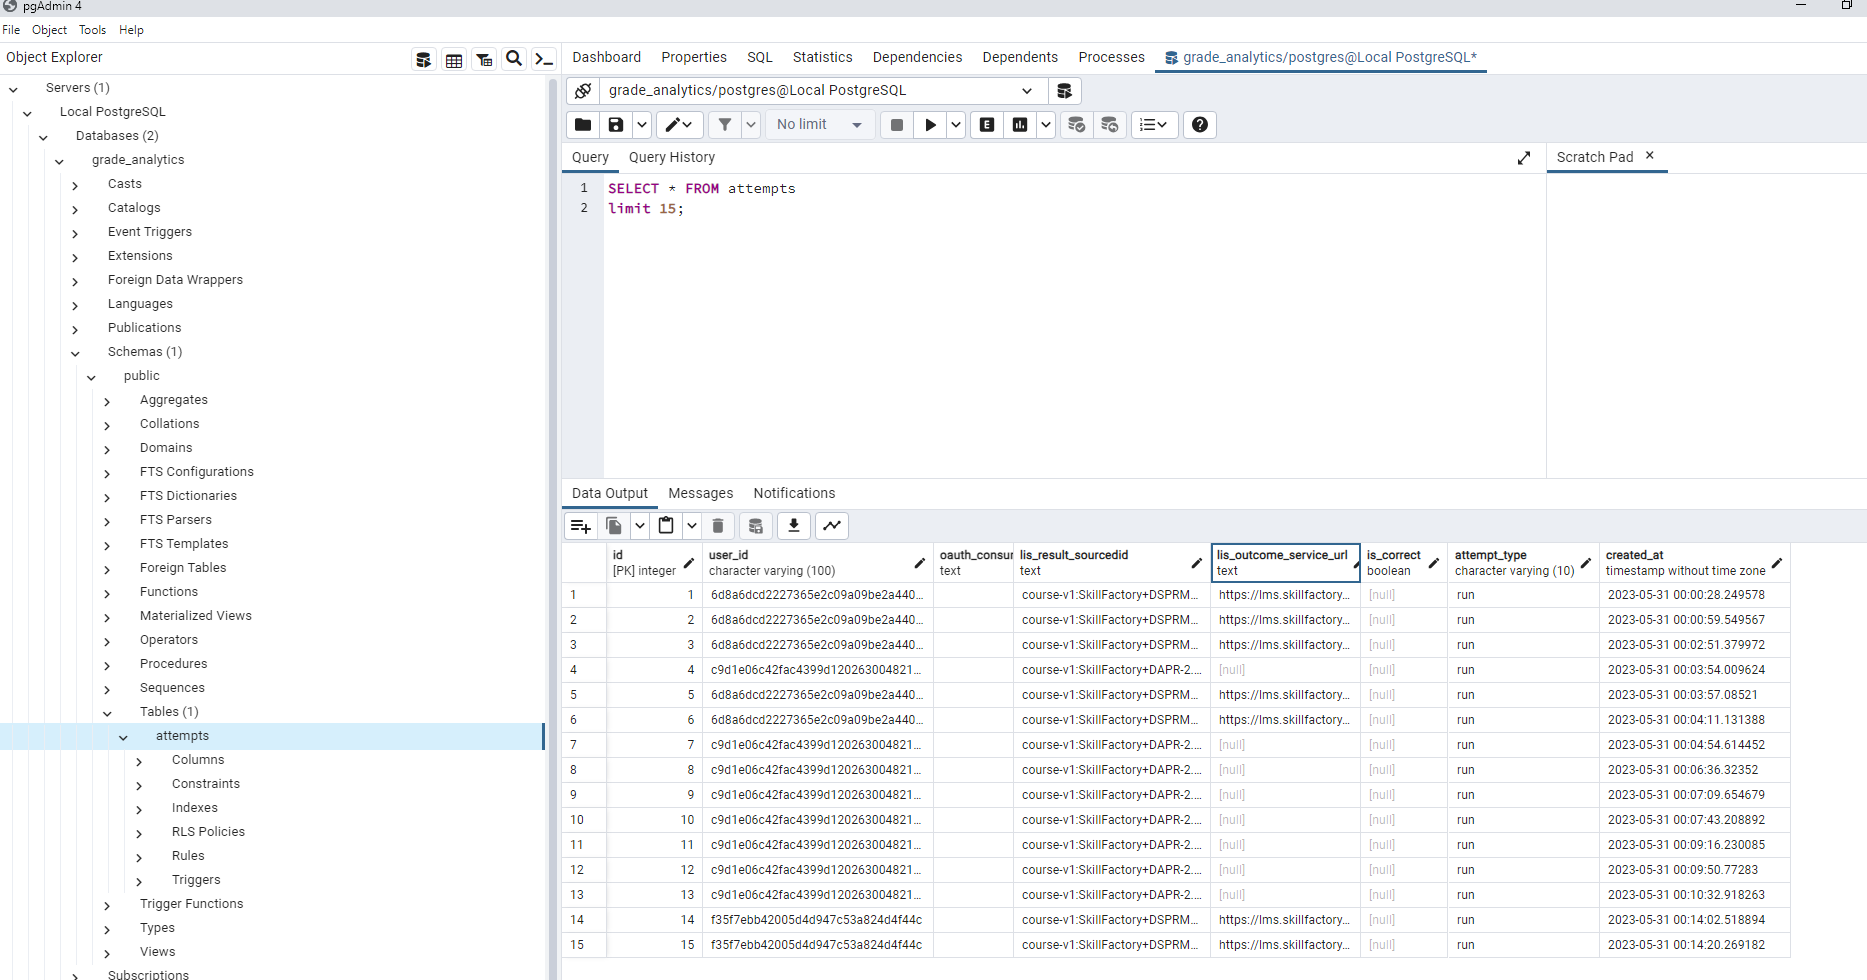 pgAdmin 4
File Object Tools Help
Object Explorer
Servers (1)
Local PostgreSQL
Databases (2)
grade_analytics
Casts
Catalogs
Event Triggers
Extensions
Foreign Data Wrappers
Languages
Publications
Schemas (1)
public
Aggregates
Collations
Domains
FTS Configurations
FTS Dictionaries
FTS Parsers
FTS Templates
Foreign Tables
Functions
Materialized Views
Operators
Procedures
Sequences
Tables (1)
attempts
Columns
Constraints
Indexes
RLS Policies
Rules
Triggers
Trigger Functions
Types
Views
Subscriptions
Dashboard Properties SQL Statistics Dependencies Dependents Processes grade_analytics/postgres@Local PostgreSQL*
grade_analytics/postgres@Local PostgreSQL
No limit E
Query Query History Scratch Pad
1 SELECT * FROM attempts
2 limit 15;
Data Output Messages Notifications
id user_id oauth_consur lis_result_sourcedid lis_outcome_service_url is_correct attempt_type created_at
[PK] integer character varying (100) text text text boolean character varying (10) timestamp without time zone
1 1 6d8a6dcd2227365e2c09a09be2a440... course-v1:SkillFactory+DSPRM... https://lms.skillfactory... [null] run 2023-05-31 00:00:28.249578
2 2 6d8a6dcd2227365e2c09a09be2a440... course-v1:SkillFactory+DSPRM... https://lms.skillfactory... [null] run 2023-05-31 00:00:59.549567
3 3 6d8a6dcd2227365e2c09a09be2a440... course-v1:SkillFactory+DSPRM... https://lms.skillfactory... [null] run 2023-05-31 00:02:51.379972
4 4 c9d1e06c42fac4399d120263004821... course-v1:SkillFactory+DAPR-2.... [null] [null] run 2023-05-31 00:03:54.009624
5 5 6d8a6dcd2227365e2c09a09be2a440... course-v1:SkillFactory+DSPRM... https://lms.skillfactory... [null] run 2023-05-31 00:03:57.08521
6 6 6d8a6dcd2227365e2c09a09be2a440... course-v1:SkillFactory+DSPRM... https://lms.skillfactory... [null] run 2023-05-31 00:04:11.131388
7 7 c9d1e06c42fac4399d120263004821... course-v1:SkillFactory+DAPR-2.... [null] [null] run 2023-05-31 00:04:54.614452
8 8 c9d1e06c42fac4399d120263004821... course-v1:SkillFactory+DAPR-2.... [null] [null] run 2023-05-31 00:06:36.32352
9 9 c9d1e06c42fac4399d120263004821... course-v1:SkillFactory+DAPR-2.... [null] [null] run 2023-05-31 00:07:09.654679
10 10 c9d1e06c42fac4399d120263004821... course-v1:SkillFactory+DAPR-2.... [null] [null] run 2023-05-31 00:07:43.208892
11 11 c9d1e06c42fac4399d120263004821... course-v1:SkillFactory+DAPR-2.... [null] [null] run 2023-05-31 00:09:16.230085
12 12 c9d1e06c42fac4399d120263004821... course-v1:SkillFactory+DAPR-2.... [null] [null] run 2023-05-31 00:09:50.77283
13 13 c9d1e06c42fac4399d120263004821... course-v1:SkillFactory+DAPR-2.... [null] [null] run 2023-05-31 00:10:32.918263
14 14 f35f7ebb42005d4d947c53a824d4f44c course-v1:SkillFactory+DSPRM... https://lms.skillfactory... [null] run 2023-05-31 00:14:02.518894
15 15 f35f7ebb42005d4d947c53a824d4f44c course-v1:SkillFactory+DSPRM... https://lms.skillfactory... [null] run 2023-05-31 00:14:20.269182